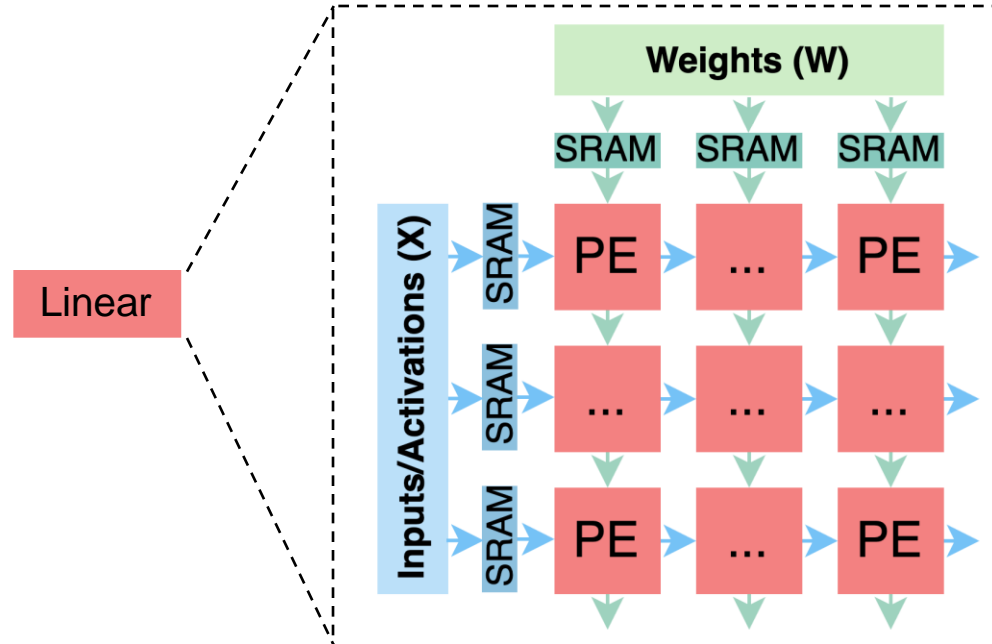 Weights (W)
SRAM SRAM SRAM
Linear
Inputs/Activations (X)
SRAM
PE ... PE
SRAM
... ... ...
SRAM
PE ... PE